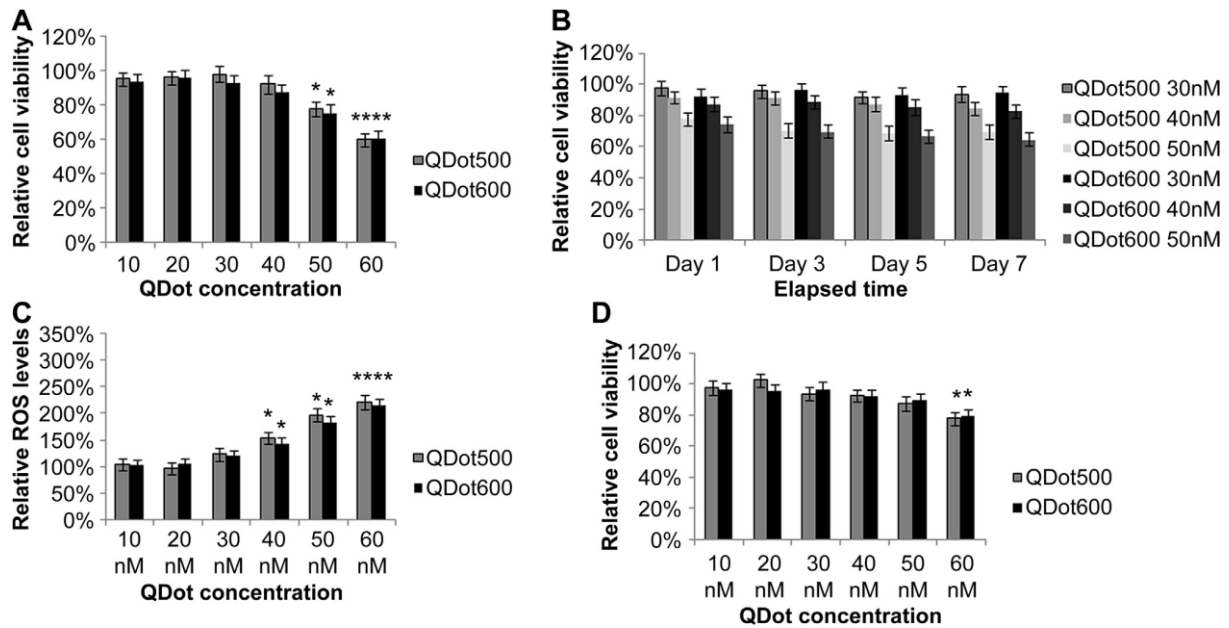 A
Relative cell viability
120%
100%
80%
60%
40%
20%
0%
* *
****
10 20 30 40 50 60
QDot concentration
QDot500
QDot600
B
Relative cell viability
120%
100%
80%
60%
40%
20%
0%
Day 1 Day 3 Day 5 Day 7
Elapsed time
QDot500 30nM
QDot500 40nM
QDot500 50nM
QDot600 30nM
QDot600 40nM
QDot600 50nM
C
Relative ROS levels
350%
300%
250%
200%
150%
100%
50%
0%
* *
* *
****
10 20 30 40 50 60
nM nM nM nM nM nM
QDot concentration
QDot500
QDot600
D
Relative cell viability
120%
100%
80%
60%
40%
20%
0%
**
10 20 30 40 50 60
nM nM nM nM nM nM
QDot concentration
QDot500
QDot600